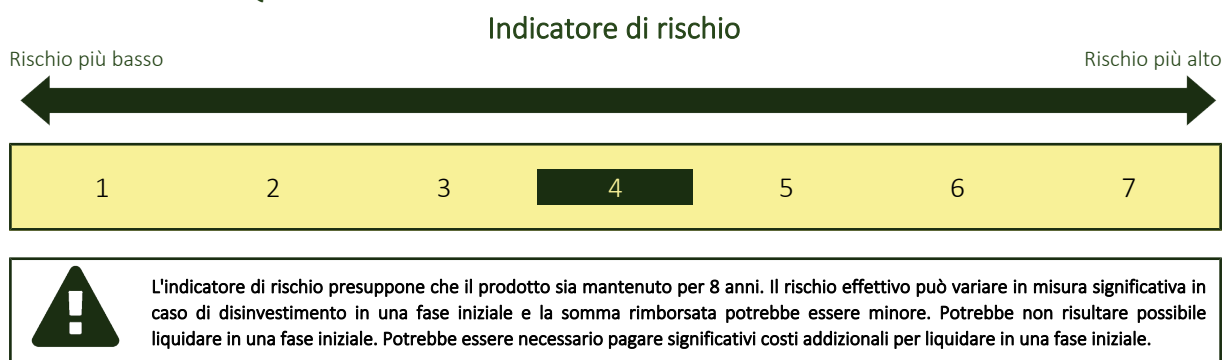 Indicatore di rischio
Rischio più basso
Rischio più alto
1 2 3 4 5 6 7
L'indicatore di rischio presuppone che il prodotto sia mantenuto per 8 anni. Il rischio effettivo può variare in misura significativa in
caso di disinvestimento in una fase iniziale e la somma rimborsata potrebbe essere minore. Potrebbe non risultare possibile
liquidare in una fase iniziale. Potrebbe essere necessario pagare significativi costi addizionali per liquidare in una fase iniziale.